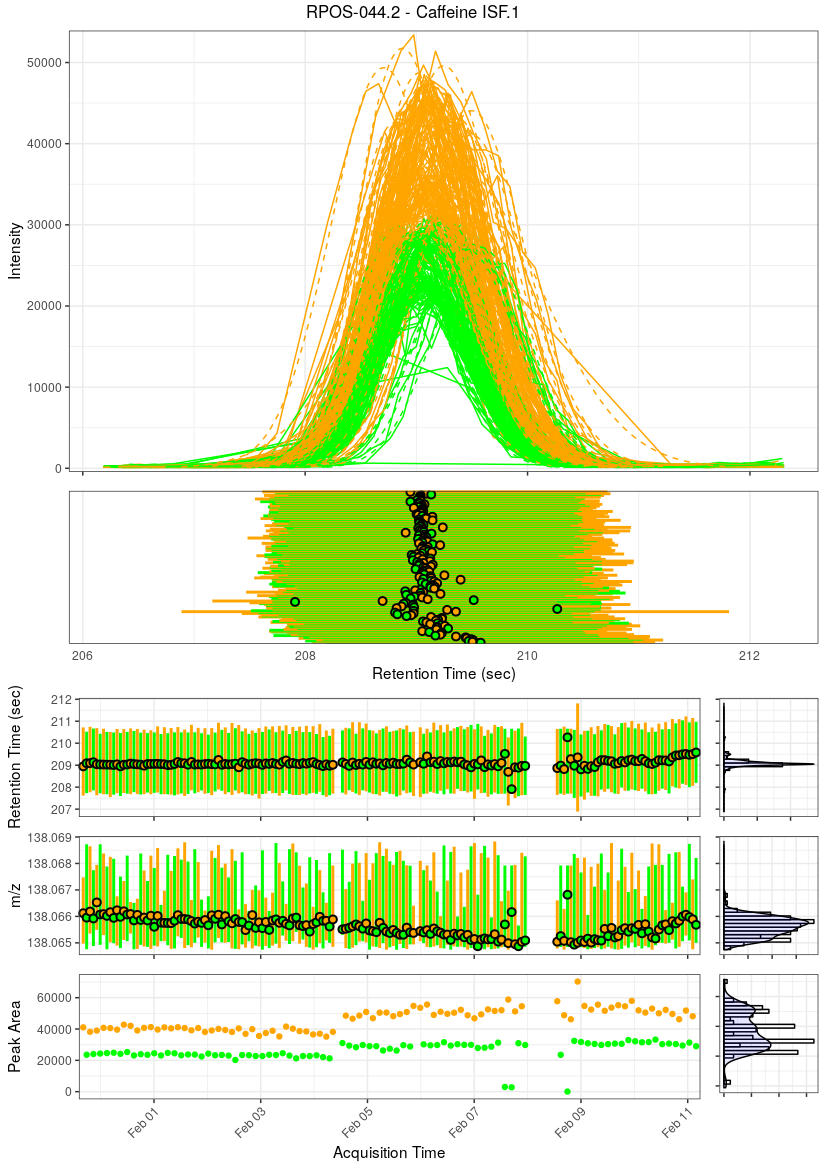 RPOS-044.2 - Caffeine ISF.1
Intensity
50000
40000
30000
20000
10000
0
206
208
210
212
Retention Time (sec)
Retention Time (sec)
212
211
210
209
208
207
m/z
138.069
138.068
138.067
138.066
138.065
Peak Area
60000
40000
20000
0
Feb 01
Feb 03
Feb 05
Feb 07
Feb 09
Feb 11
Acquisition Time